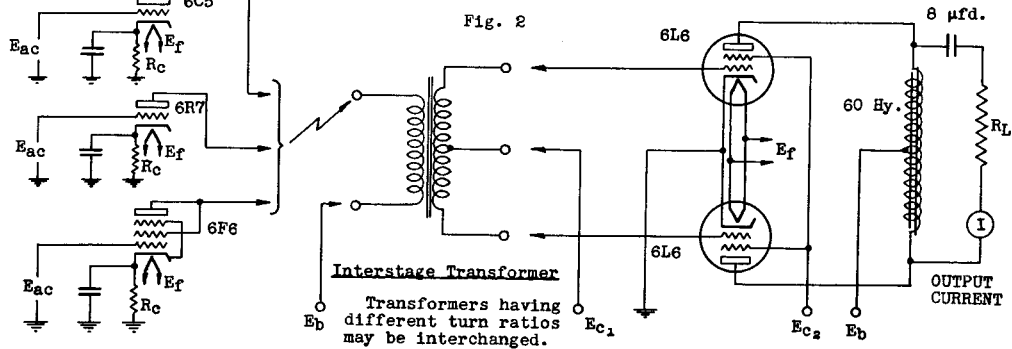 6C5
Fig. 2
8 µfd.
Eac
Ef
Rc
6L6
6R7
60 Hy.
RL
Eac
Ef
Rc
Ef
6F6
6L6
I
Eac
Ef
Rc
Interstage Transformer
OUTPUT
CURRENT
Eb
Transformers having
different turn ratios
may be interchanged.
Ec1
Ec2
Eb